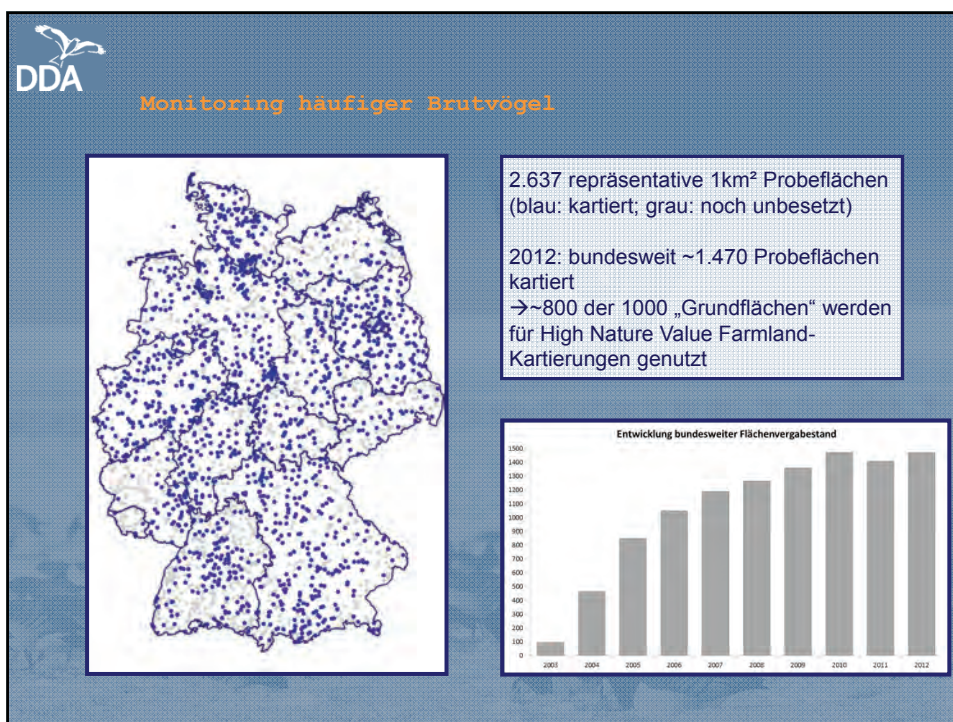 DDA
Monitoring häufiger Brutvögel
2.637 repräsentative 1km² Probeflächen
(blau: kartiert; grau: noch unbesetzt)
2012: bundesweit ~1.470 Probeflächen
kartiert
→~800 der 1000 „Grundflächen“ werden
für High Nature Value Farmland-
Kartierungen genutzt
Entwicklung bundesweiter Flächenvergabestand
1500
1400
1300
1200
1100
1000
900
800
700
600
500
400
300
200
100
0
2003 2004 2005 2006 2007 2008 2009 2010 2011 2012